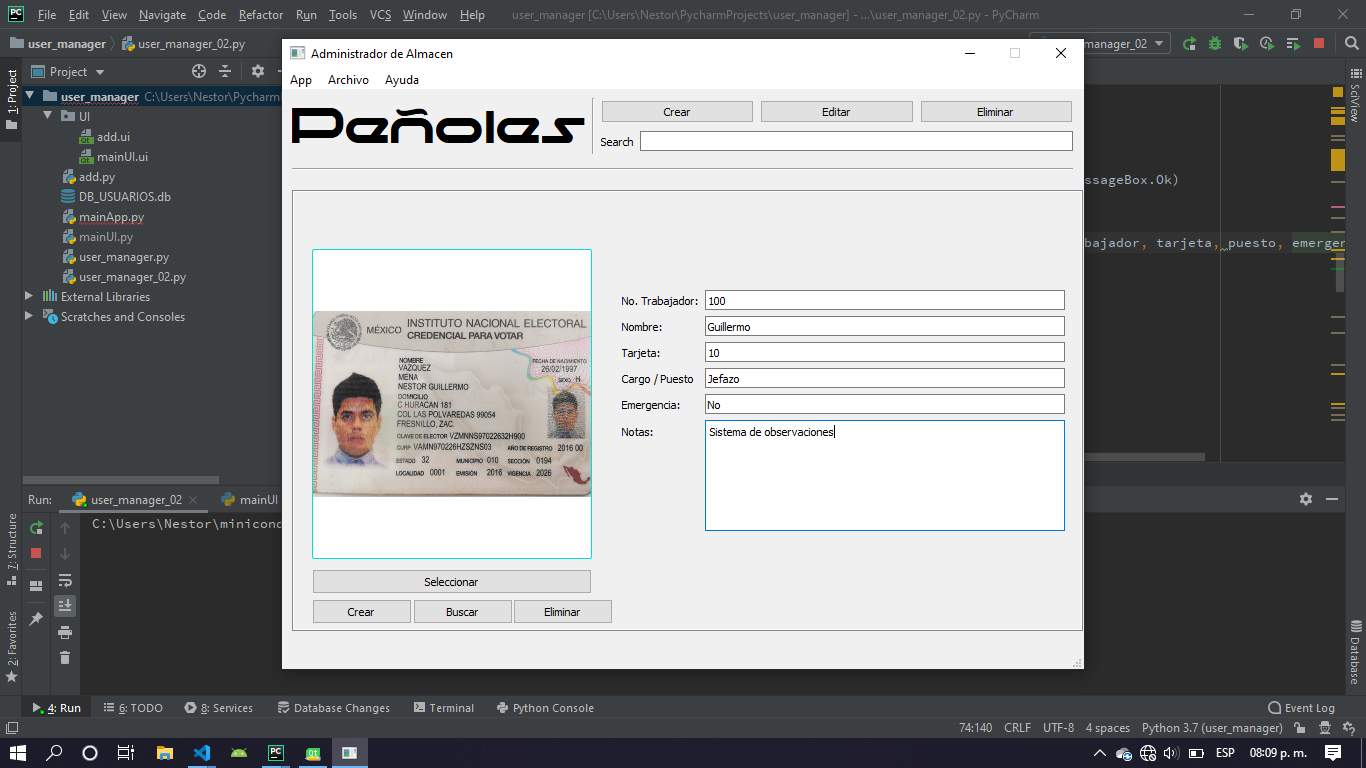 File Edit View Navigate Code Refactor Run Tools VCS Window Help user_manager [C:\Users\Nestor\PycharmProjects\user_manager] - ...\user_manager_02.py - PyCharm
user_manager user_manager_02.py
manager_02
Project
user_manager C:\Users\Nestor\Pycharm
UI
add.ui
mainUI.ui
add.py
DB_USUARIOS.db
mainApp.py
mainUI.py
user_manager.py
user_manager_02.py
External Libraries
Scratches and Consoles
1: Project
7: Structure
2: Favorites
SciView
Database
ssageBox.Ok)
bajador, tarjeta, puesto, emerger
Administrador de Almacen
App Archivo Ayuda
Peñoles
Crear Editar Eliminar
Search
MÉXICO INSTITUTO NACIONAL ELECTORAL
CREDENCIAL PARA VOTAR
NOMBRE
VAZQUEZ
MENA
NESTOR GUILLERMO
FECHA DE NACIMIENTO
26/02/1997
SEXO H
DOMICILIO
C HURACAN 181
COL LAS POLVAREDAS 99054
FRESNILLO, ZAC.
CLAVE DE ELECTOR VZMNNS97022632H900
CURP VAMN970226HZSZNS03 AÑO DE REGISTRO 2016 00
ESTADO 32 MUNICIPIO 010 SECCIÓN 0194
LOCALIDAD 0001 EMISIÓN 2016 VIGENCIA 2026
No. Trabajador: 100
Nombre: Guillermo
Tarjeta: 10
Cargo / Puesto Jefazo
Emergencia: No
Notas: Sistema de observaciones
Seleccionar
Crear Buscar Eliminar
Run: user_manager_02 mainUI
C:\Users\Nestor\minicond
4: Run 6: TODO 8: Services Database Changes Terminal Python Console Event Log
74:140 CRLF UTF-8 4 spaces Python 3.7 (user_manager)
ESP 08:09 p. m.